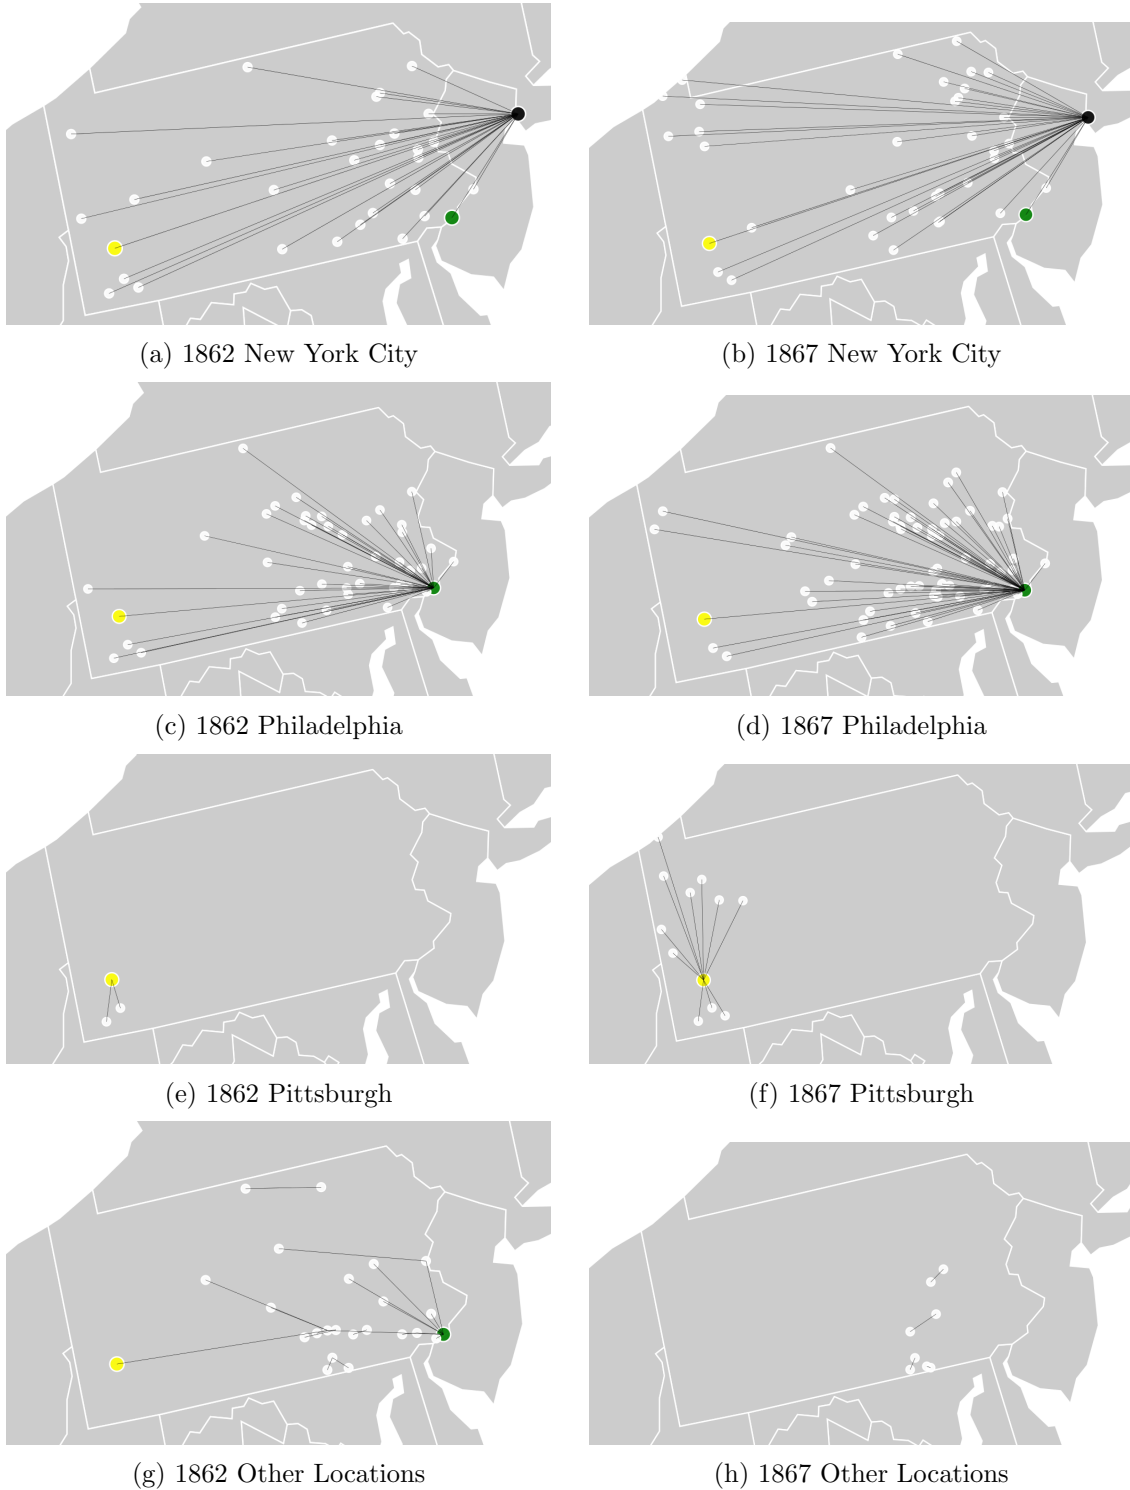 (a) 1862 New York City
(b) 1867 New York City
(c) 1862 Philadelphia
(d) 1867 Philadelphia
(e) 1862 Pittsburgh
(f) 1867 Pittsburgh
(g) 1862 Other Locations
(h) 1867 Other Locations